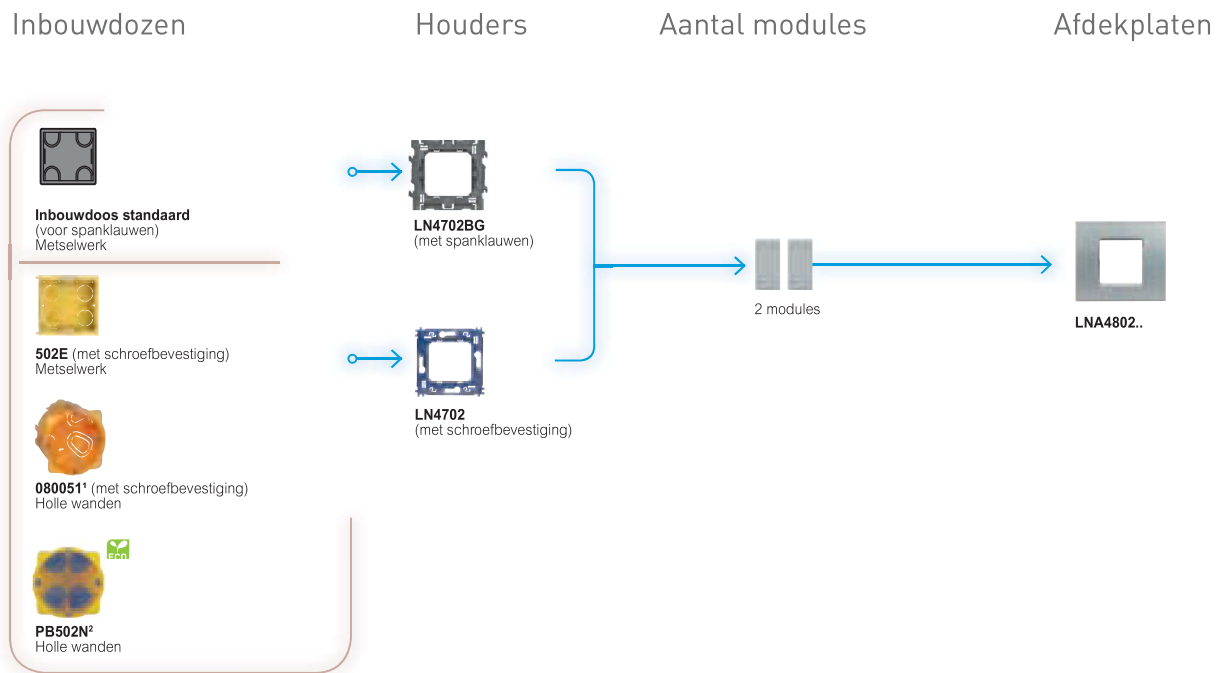 Inbouwdozen
Houders
Aantal modules
Afdekplaten
Inbouwdoos standaard
(voor spanklauwen)
Metselwerk
502E (met schroefbevestiging)
Metselwerk
080051¹ (met schroefbevestiging)
Holle wanden
ECO
PB502N²
Holle wanden
LN4702BG
(met spanklauwen)
LN4702
(met schroefbevestiging)
2 modules
LNA4802..